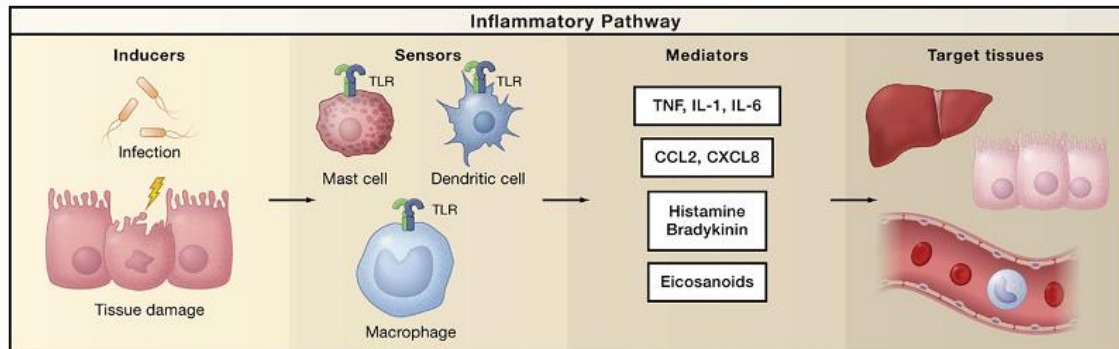 Inflammatory Pathway
Inducers
Infection
Tissue damage
Sensors
TLR
TLR
Mast cell
Dendritic cell
TLR
Macrophage
Mediators
TNF, IL-1, IL-6
CCL2, CXCL8
Histamine
Bradykinin
Eicosanoids
Target tissues